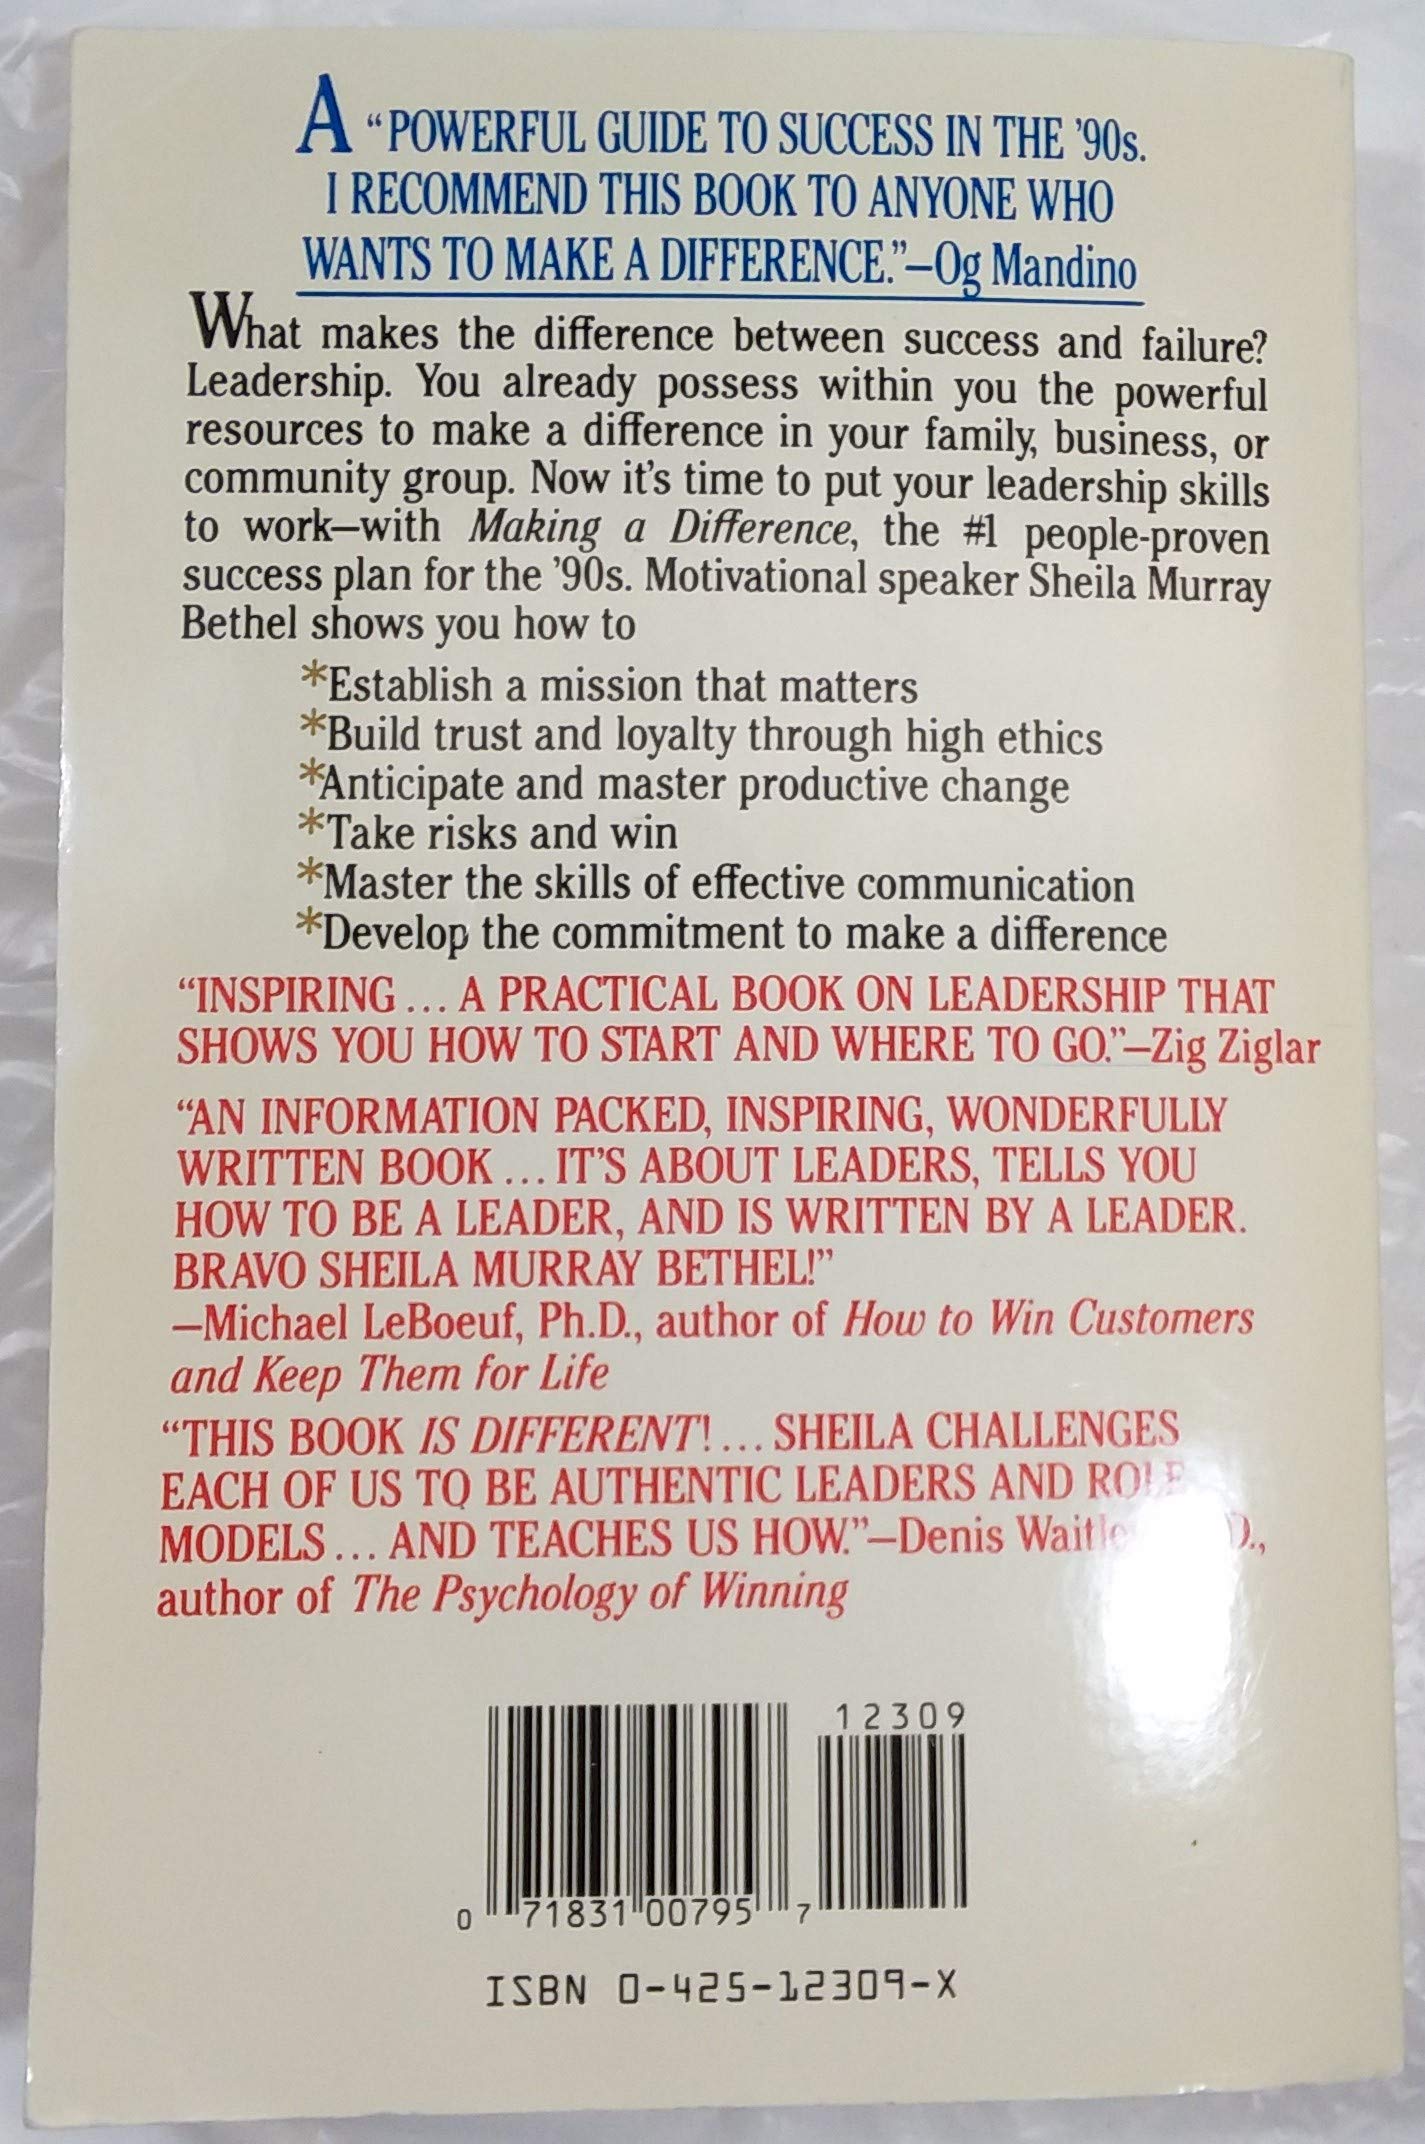 A “POWERFUL GUIDE TO SUCCESS IN THE ’90s.
I RECOMMEND THIS BOOK TO ANYONE WHO
WANTS TO MAKE A DIFFERENCE.”—Og Mandino
What makes the difference between success and failure?
Leadership. You already possess within you the powerful
resources to make a difference in your family, business, or
community group. Now it’s time to put your leadership skills
to work—with Making a Difference, the #1 people-proven
success plan for the ’90s. Motivational speaker Sheila Murray
Bethel shows you how to
*Establish a mission that matters
*Build trust and loyalty through high ethics
*Anticipate and master productive change
*Take risks and win
*Master the skills of effective communication
*Develop the commitment to make a difference
“INSPIRING... A PRACTICAL BOOK ON LEADERSHIP THAT
SHOWS YOU HOW TO START AND WHERE TO GO.”—Zig Ziglar
“AN INFORMATION PACKED, INSPIRING, WONDERFULLY
WRITTEN BOOK... IT’S ABOUT LEADERS, TELLS YOU
HOW TO BE A LEADER, AND IS WRITTEN BY A LEADER.
BRAVO SHEILA MURRAY BETHEL!”
—Michael LeBoeuf, Ph.D., author of How to Win Customers
and Keep Them for Life
“THIS BOOK IS DIFFERENT!... SHEILA CHALLENGES
EACH OF US TO BE AUTHENTIC LEADERS AND ROLE
MODELS... AND TEACHES US HOW.”—Denis
author of The Psychology of Winning
12309
0 71831 00795 7
ISBN 0-425-12309-X